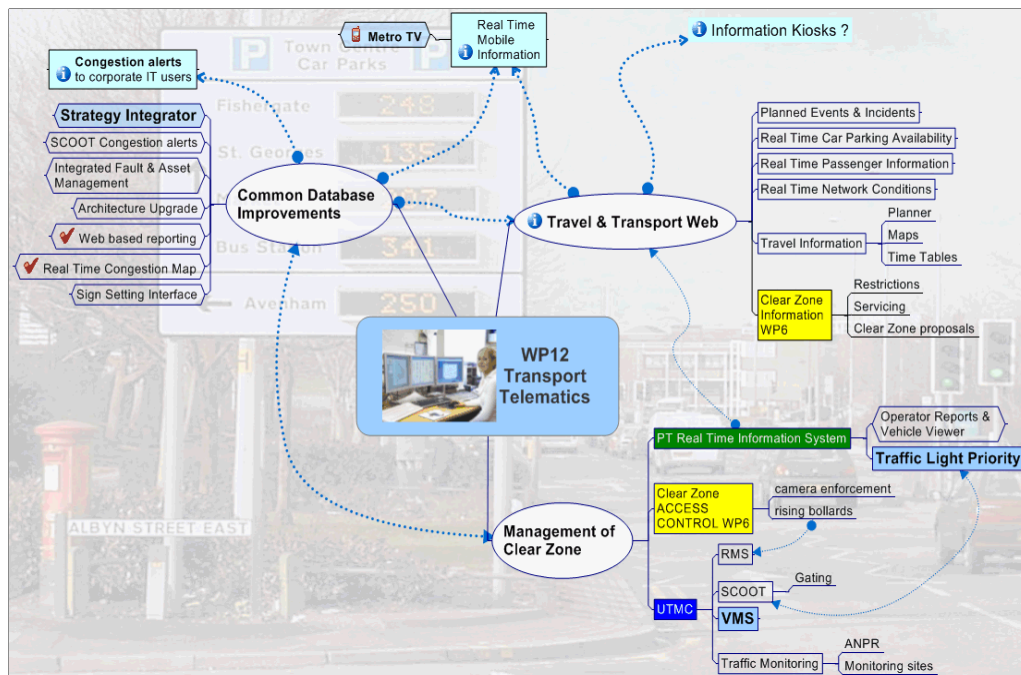 Real Time
Mobile
Information
Metro TV
Information Kiosks ?
Congestion alerts
to corporate IT users
Town Centre
Car Parks
Fishergate 248
St. Georges 135
Bus Station 341
Avenham 250
Strategy Integrator
SCOOT Congestion alerts
Integrated Fault & Asset
Management
Architecture Upgrade
Web based reporting
Real Time Congestion Map
Sign Setting Interface
Common Database
Improvements
Travel & Transport Web
Planned Events & Incidents
Real Time Car Parking Availability
Real Time Passenger Information
Real Time Network Conditions
Travel Information
Planner
Maps
Time Tables
Clear Zone
Information
WP6
Restrictions
Servicing
Clear Zone proposals
WP12
Transport
Telematics
PT Real Time Information System
Operator Reports &
Vehicle Viewer
Traffic Light Priority
Clear Zone
ACCESS
CONTROL WP6
camera enforcement
rising bollards
Management of
Clear Zone
ALBYN STREET EAST
UTMC
RMS
SCOOT
Gating
VMS
Traffic Monitoring
ANPR
Monitoring sites